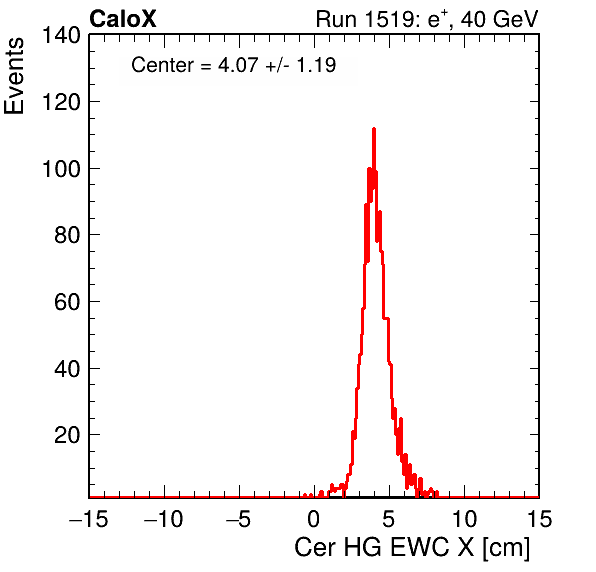 CaloX
Run 1519: e⁺, 40 GeV
Center = 4.07 +/- 1.19
Events
140
120
100
80
60
40
20
−15 −10 −5 0 5 10 15
Cer HG EWC X [cm]